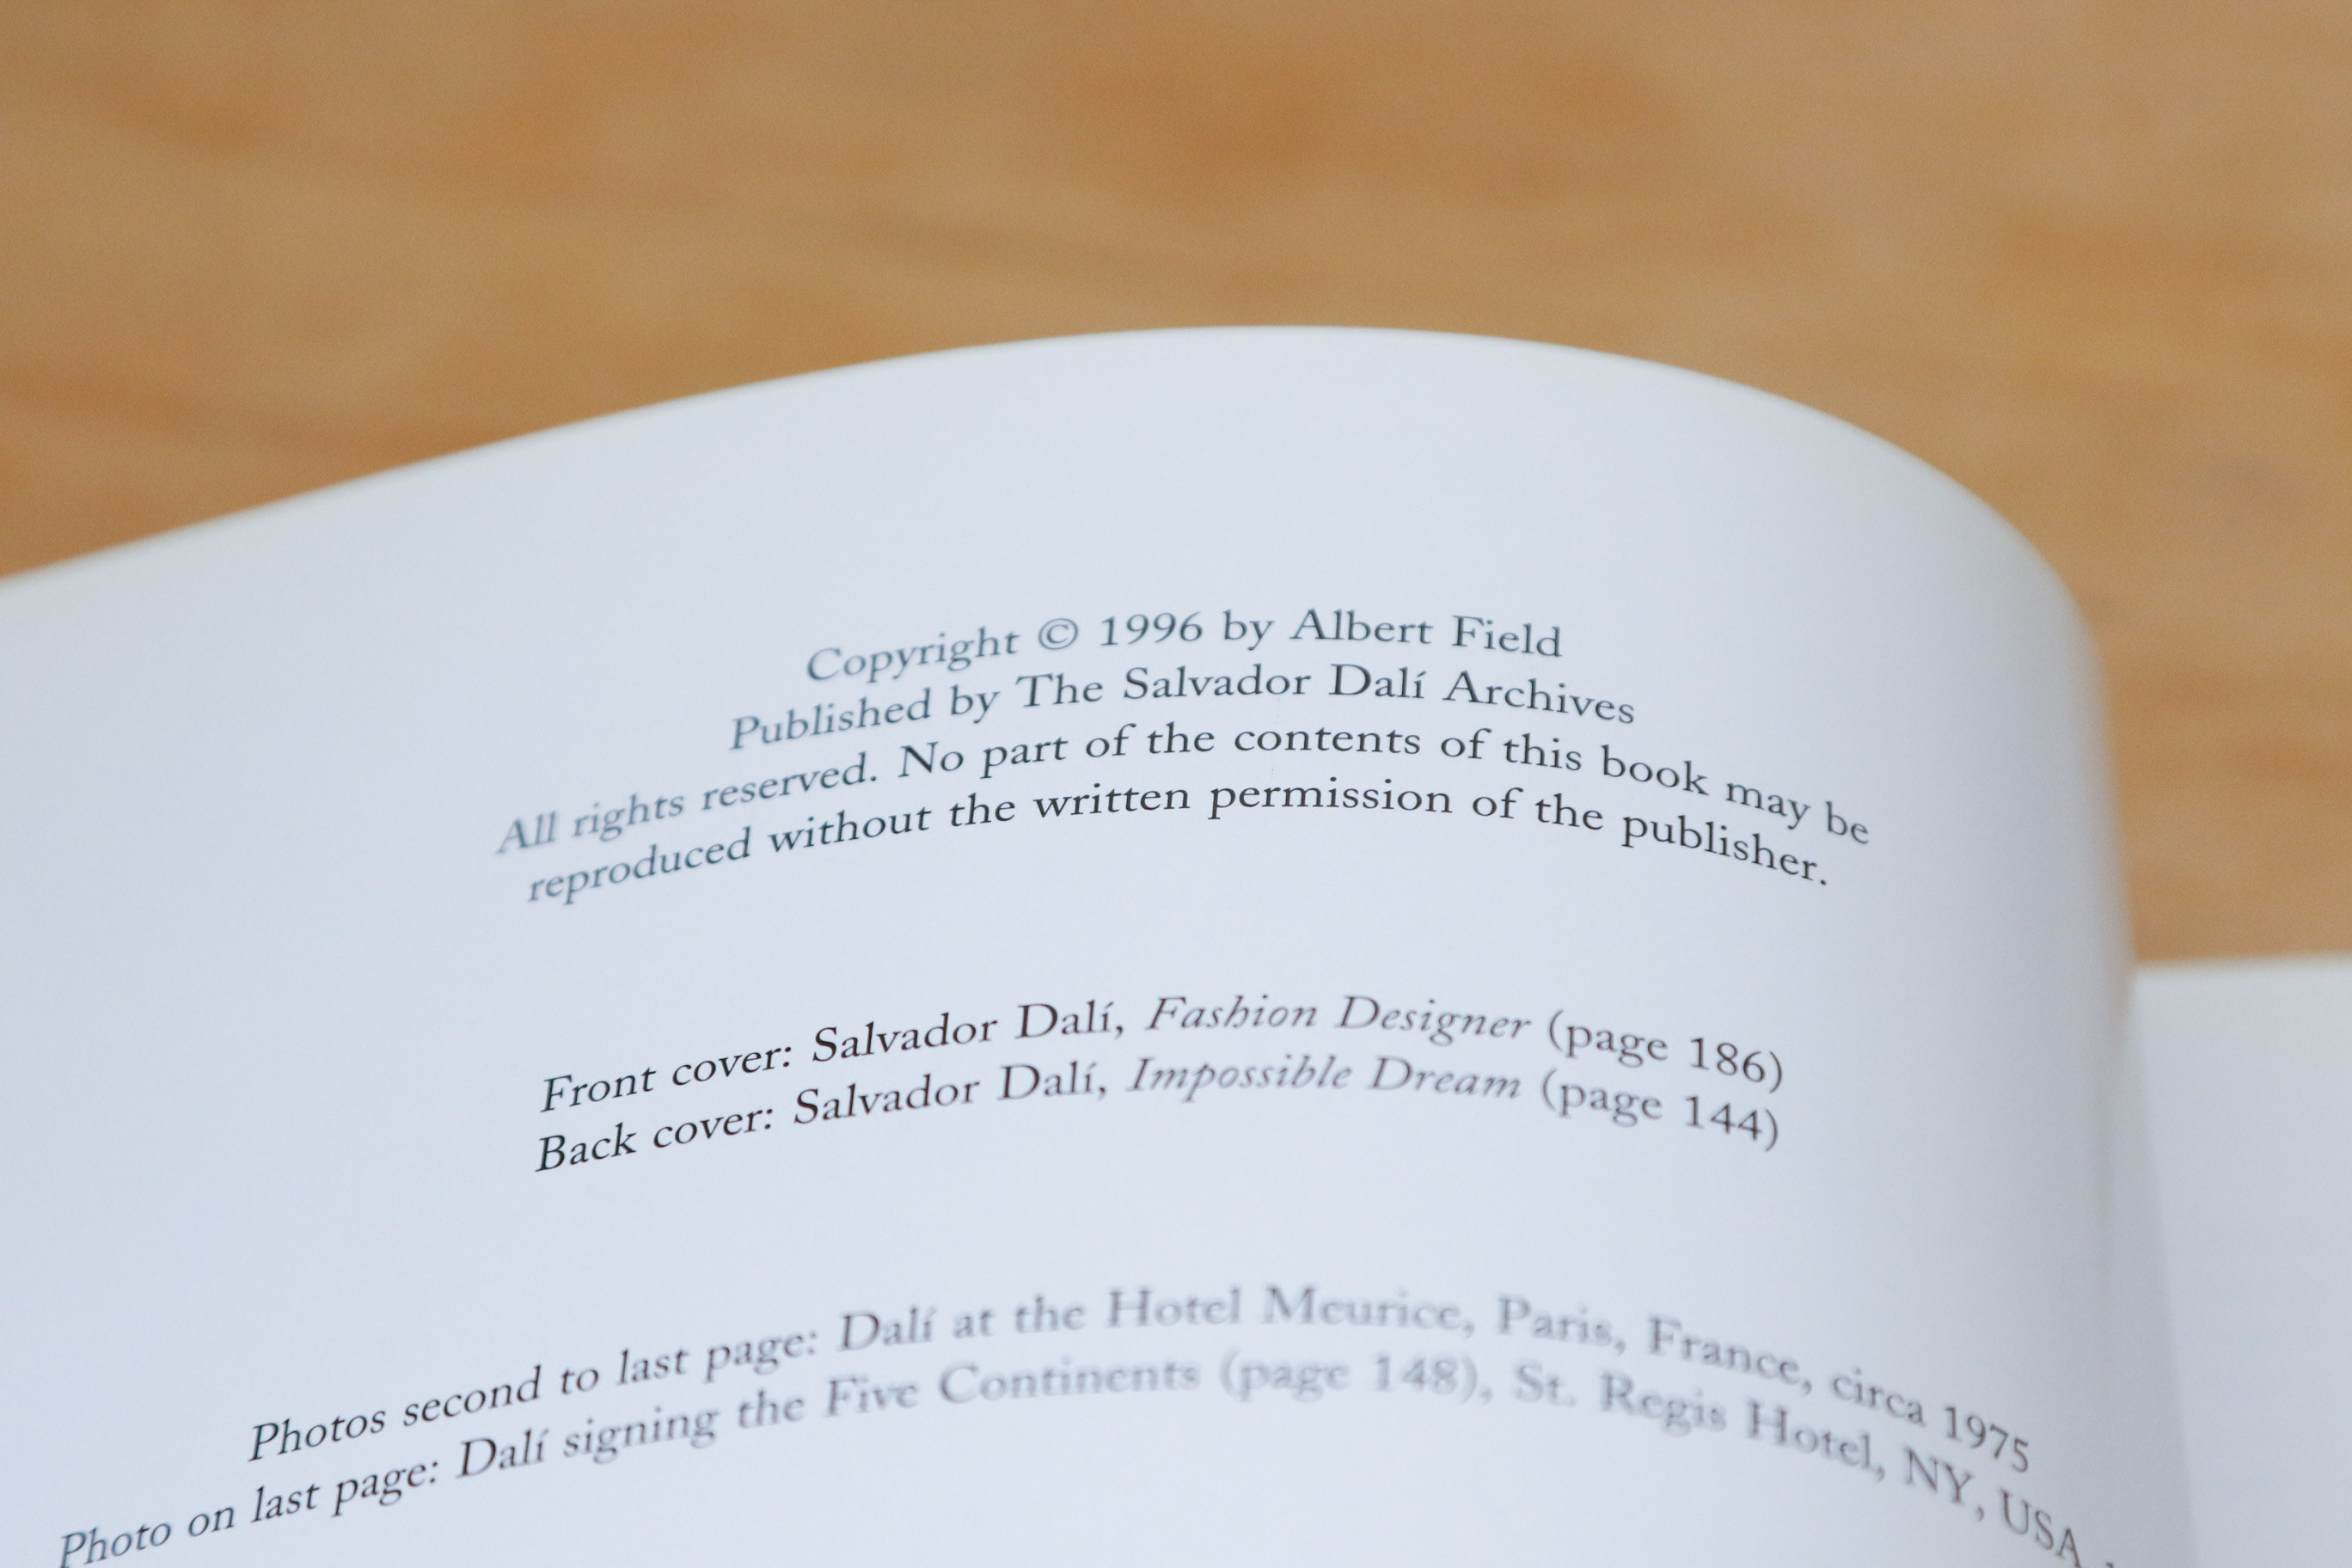 Copyright © 1996 by Albert Field
Published by The Salvador Dalí Archives
All rights reserved. No part of the contents of this book may be
reproduced without the written permission of the publisher.
Front cover: Salvador Dalí, Fashion Designer (page 186)
Back cover: Salvador Dalí, Impossible Dream (page 144)
Photos second to last page: Dalí at the Hotel Meurice, Paris, France, circa 1975
Photo on last page: Dalí signing the Five Continents (page 148), St. Regis Hotel, NY, USA,